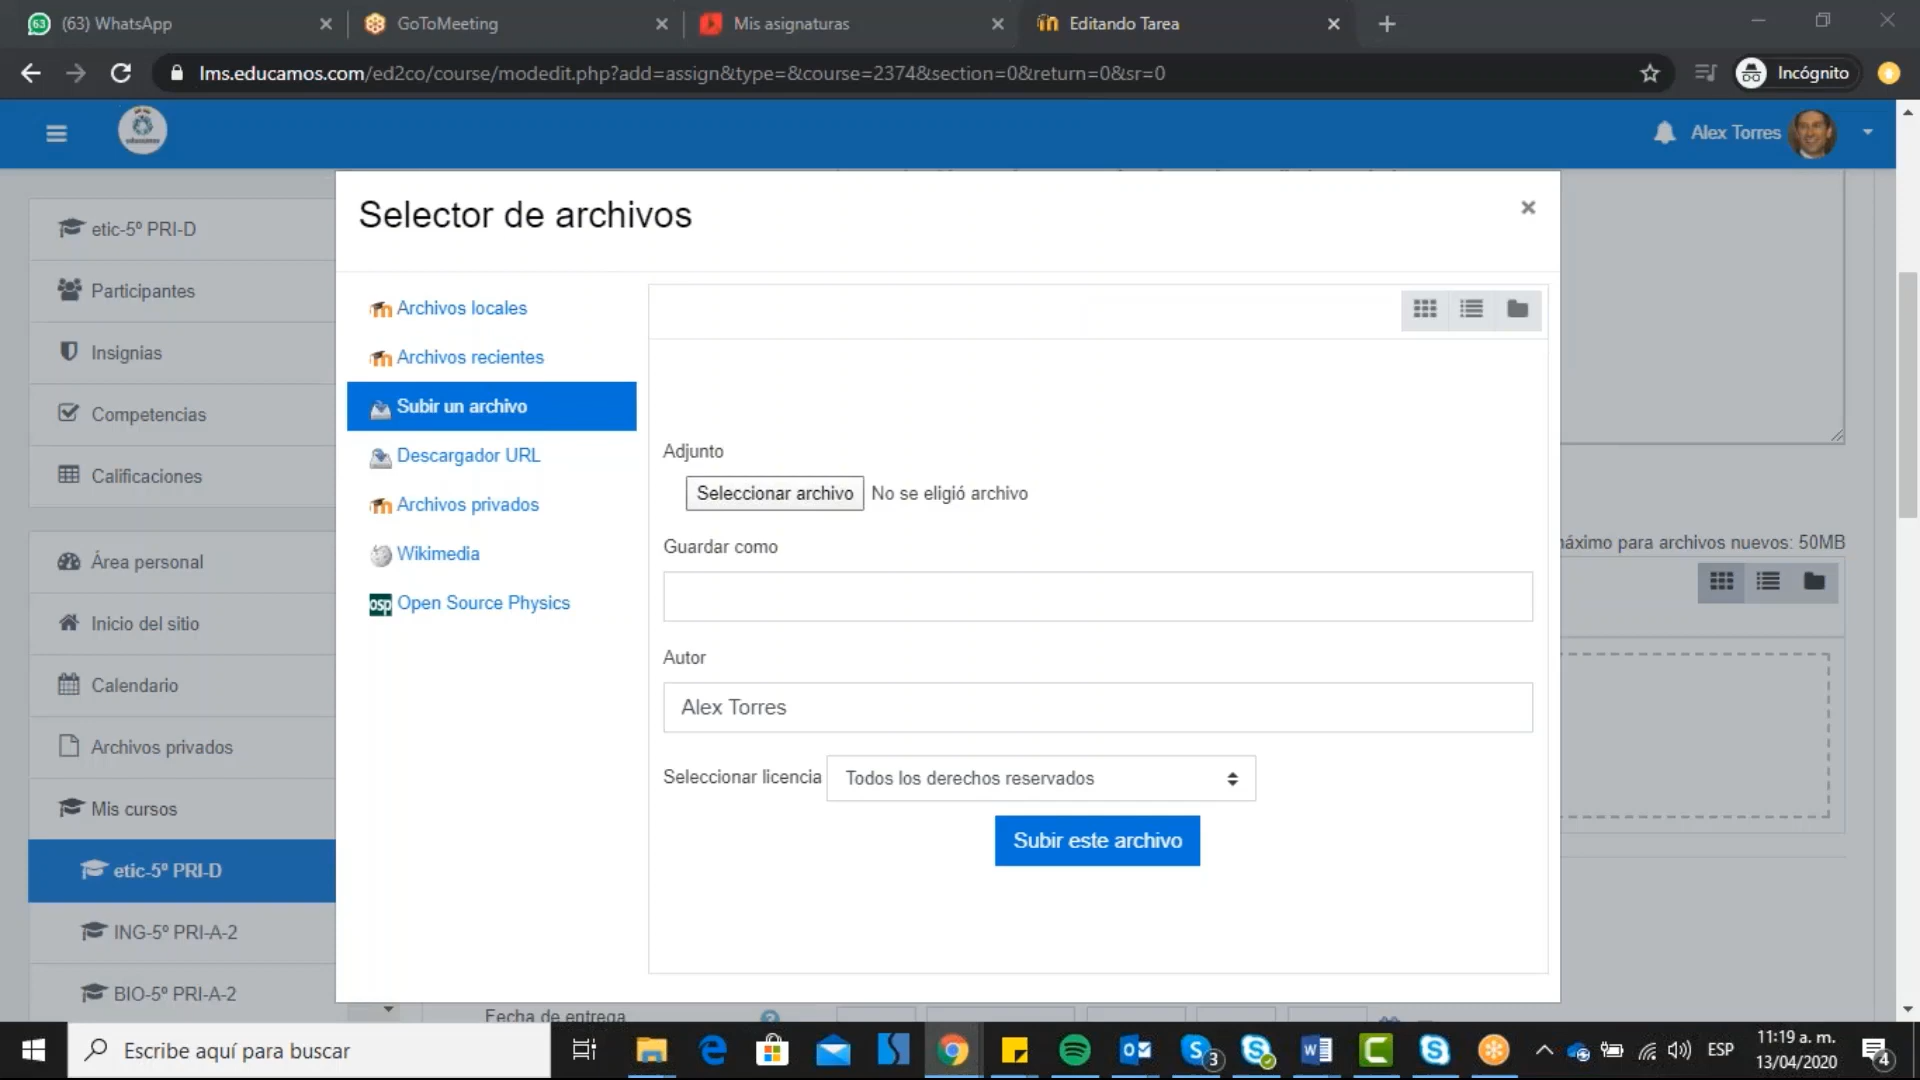 (63) WhatsApp
GoToMeeting
Mis asignaturas
Editando Tarea
lms.educamos.com/ed2co/course/modedit.php?add=assign&type=&course=2374&section=0&return=0&sr=0
Incógnito
Alex Torres
Selector de archivos
etic-5º PRI-D
Participantes
Insignias
Competencias
Calificaciones
Área personal
Inicio del sitio
Calendario
Archivos privados
Mis cursos
etic-5º PRI-D
ING-5º PRI-A-2
BIO-5º PRI-A-2
Archivos locales
Archivos recientes
Subir un archivo
Descargador URL
Archivos privados
Wikimedia
osp Open Source Physics
Adjunto
Seleccionar archivo No se eligió archivo
Guardar como
Autor
Alex Torres
Seleccionar licencia Todos los derechos reservados
Subir este archivo
para archivos nuevos: 50MB
Fecha de entrega
Escribe aquí para buscar
3
ESP
11:19 a. m.
13/04/2020
4